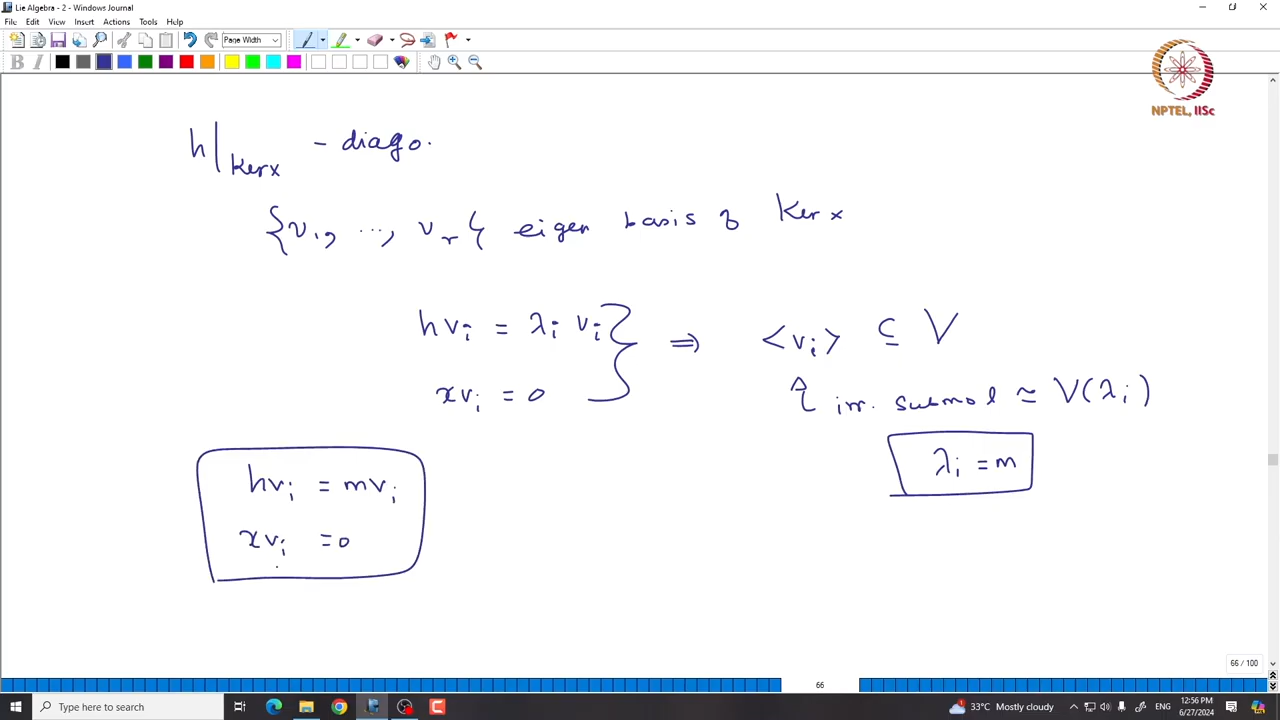 Lie Algebra - 2 - Windows Journal
File Edit View Insert Actions Tools Help
Page Width
B I
NPTEL, IISc
h|ker x - diago.
{v₁, ..., vᵣ} eigen basis of Ker x
hvᵢ = λᵢ vᵢ
xvᵢ = 0
⇒ <vᵢ> ⊆ V
irr. submod ≃ V(λᵢ)
λᵢ = m
hvᵢ = mvᵢ
xvᵢ = 0
66 / 100
66
Type here to search
33°C Mostly cloudy
ENG
12:56 PM
6/27/2024